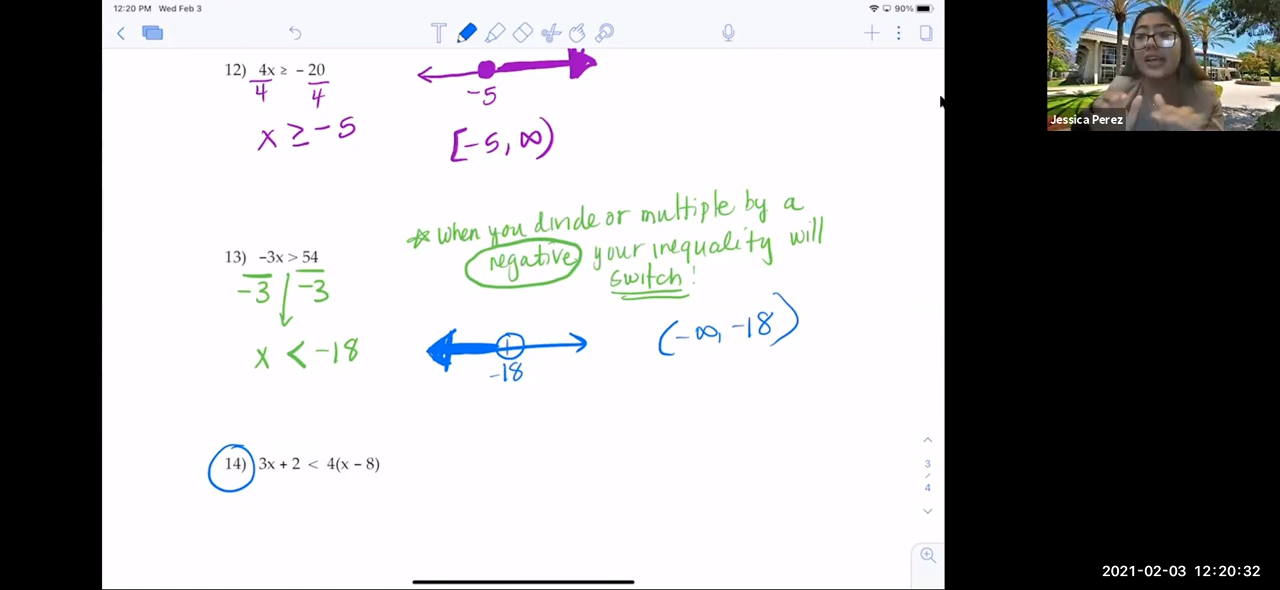 12:20 PM Wed Feb 3
90%
T
12) 4x ≥ − 20
4 4
x ≥ -5
-5
[-5, ∞)
Jessica Perez
* When you divide or multiple by a
negative your inequality will
switch!
13) −3x > 54
-3 -3
x < -18
-18
(-∞, -18)
14) 3x + 2 < 4(x − 8)
3
/
4
2021-02-03 12:20:32